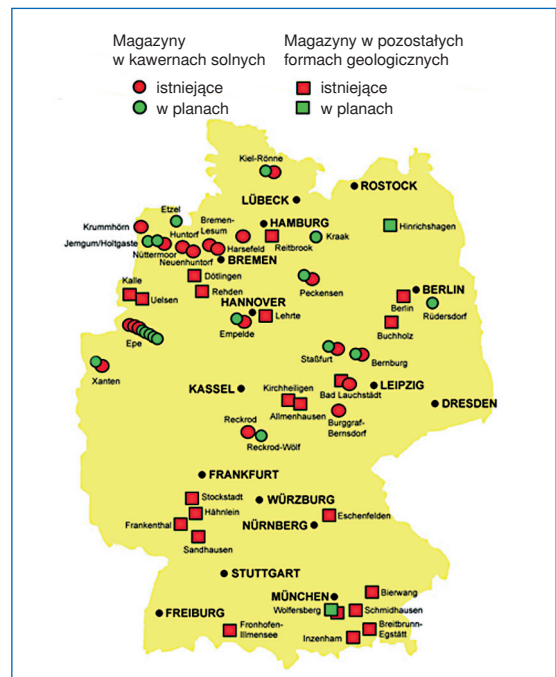 Magazyny
w kawernach solnych
istniejące
w planach
Magazyny w pozostałych
formach geologicznych
istniejące
w planach
Kiel-Rönne
ROSTOCK
LÜBECK
Etzel
Krummhörn
Huntorf
Bremen-
Lesum
HAMBURG
Hinrichshagen
Jemgum/Holtgaste
Harsefeld
Reitbrook
Kraak
Nüttermoor
Neuenhuntorf
BREMEN
Dötlingen
Kalle
Rehden
Peckensen
BERLIN
Uelsen
HANNOVER
Berlin
Rüdersdorf
Lehrte
Empelde
Buchholz
Epe
Staßfurt
Bernburg
Xanten
KASSEL
Kirchheiligen
Bad Lauchstädt
LEIPZIG
Allmenhausen
DRESDEN
Reckrod
Burggraf-
Bernsdorf
Reckrod-Wölf
FRANKFURT
Stockstadt
WÜRZBURG
Hähnlein
Eschenfelden
Frankenthal
NÜRNBERG
Sandhausen
STUTTGART
MÜNCHEN
Bierwang
Wolfersberg
Schmidhausen
FREIBURG
Fronhofen-
Illmensee
Inzenham
Breitbrunn-
Egstätt